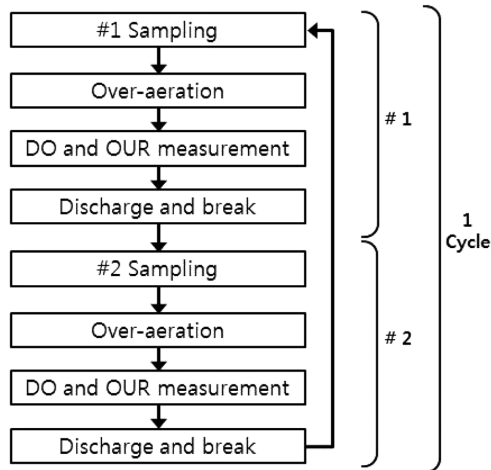 #1 Sampling
Over-aeration
DO and OUR measurement
Discharge and break
#2 Sampling
Over-aeration
DO and OUR measurement
Discharge and break
# 1
# 2
1
Cycle